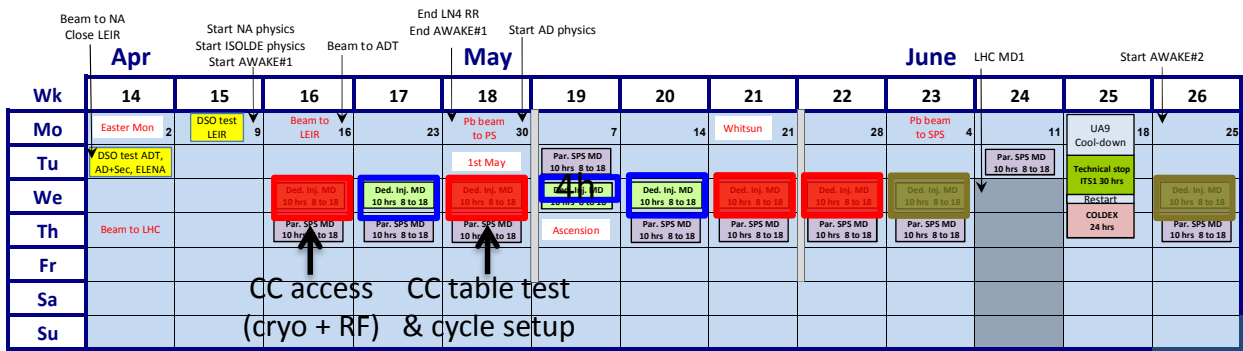 Beam to NA
Close LEIR
Start NA physics
Start ISOLDE physics
Start AWAKE#1
Beam to ADT
End LN4 RR
End AWAKE#1
Start AD physics
LHC MD1
Start AWAKE#2
Apr May June
Wk 14 15 16 17 18 19 20 21 22 23 24 25 26
Mo 2 9 16 23 30 7 14 21 28 4 11 18 25
Easter Mon
DSO test
LEIR
Beam to
LEIR
Pb beam
to PS
Whitsun
Pb beam
to SPS
UA9
Cool-down
Tu
DSO test ADT,
AD+Sec, ELENA
1st May
Par. SPS MD
10 hrs 8 to 18
Par. SPS MD
10 hrs 8 to 18
Technical stop
ITS1 30 hrs
We
Ded. Inj. MD
10 hrs 8 to 18
Ded. Inj. MD
10 hrs 8 to 18
Ded. Inj. MD
10 hrs 8 to 18
Ded. Inj. MD
10 hrs 8 to 18
4h
Ded. Inj. MD
10 hrs 8 to 18
Ded. Inj. MD
10 hrs 8 to 18
Ded. Inj. MD
10 hrs 8 to 18
Ded. Inj. MD
10 hrs 8 to 18
Restart
Ded. Inj. MD
10 hrs 8 to 18
Th
Beam to LHC
Par. SPS MD
10 hrs 8 to 18
Par. SPS MD
10 hrs 8 to 18
Par. SPS MD
10 hrs 8 to 18
Ascension
Par. SPS MD
10 hrs 8 to 18
Par. SPS MD
10 hrs 8 to 18
Par. SPS MD
10 hrs 8 to 18
Par. SPS MD
10 hrs 8 to 18
COLDEX
24 hrs
Par. SPS MD
10 hrs 8 to 18
Fr
Sa
Su
CC access
(cryo + RF)
CC table test
& cycle setup